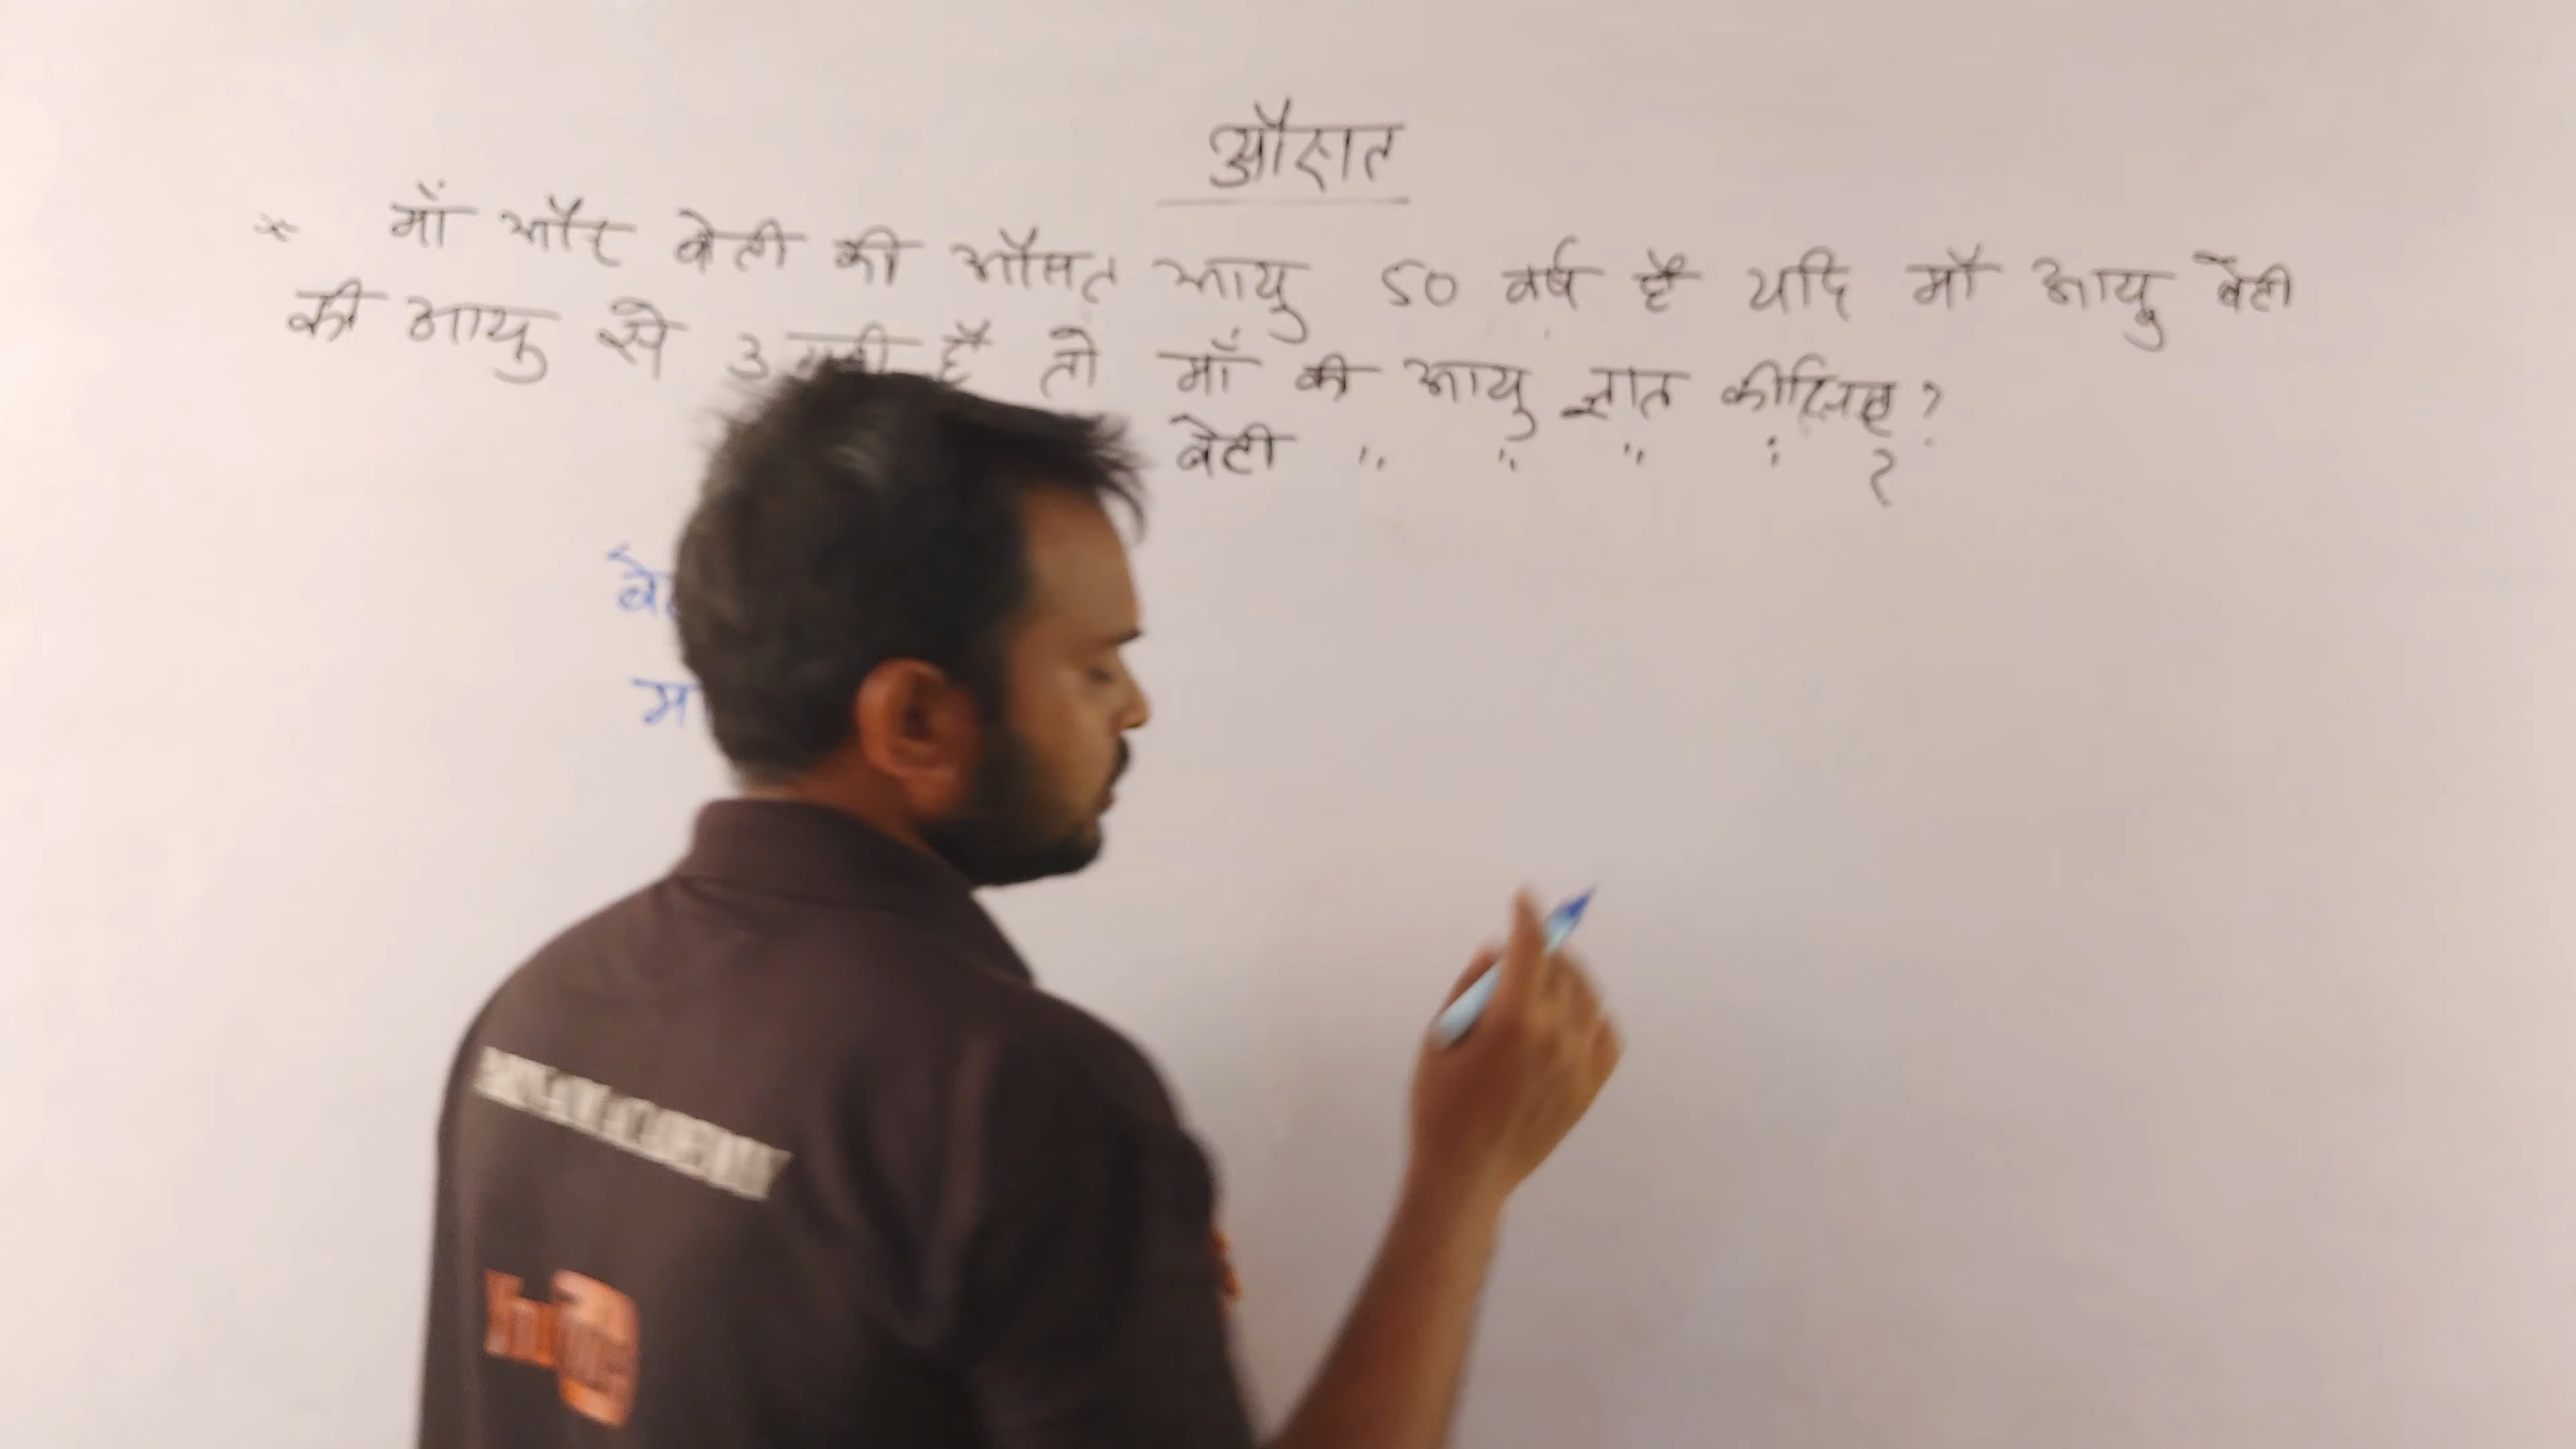 औसत
* माँ और बेटी की औसत आयु 50 वर्ष है यदि माँ आयु बेटी
की आयु से 3 गुनी है तो माँ की आयु ज्ञात कीजिए ?
बेटी " " " : ?